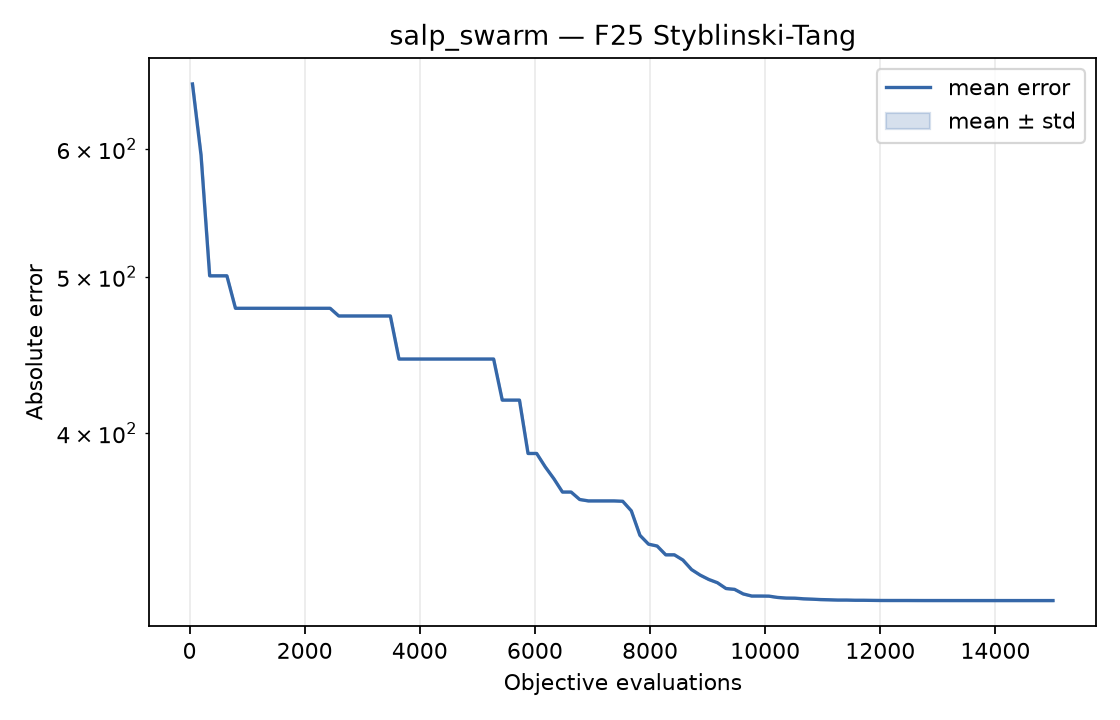 salp_swarm — F25 Styblinski-Tang
mean error
mean ± std
6 × 10²
5 × 10²
4 × 10²
Absolute error
0 2000 4000 6000 8000 10000 12000 14000
Objective evaluations